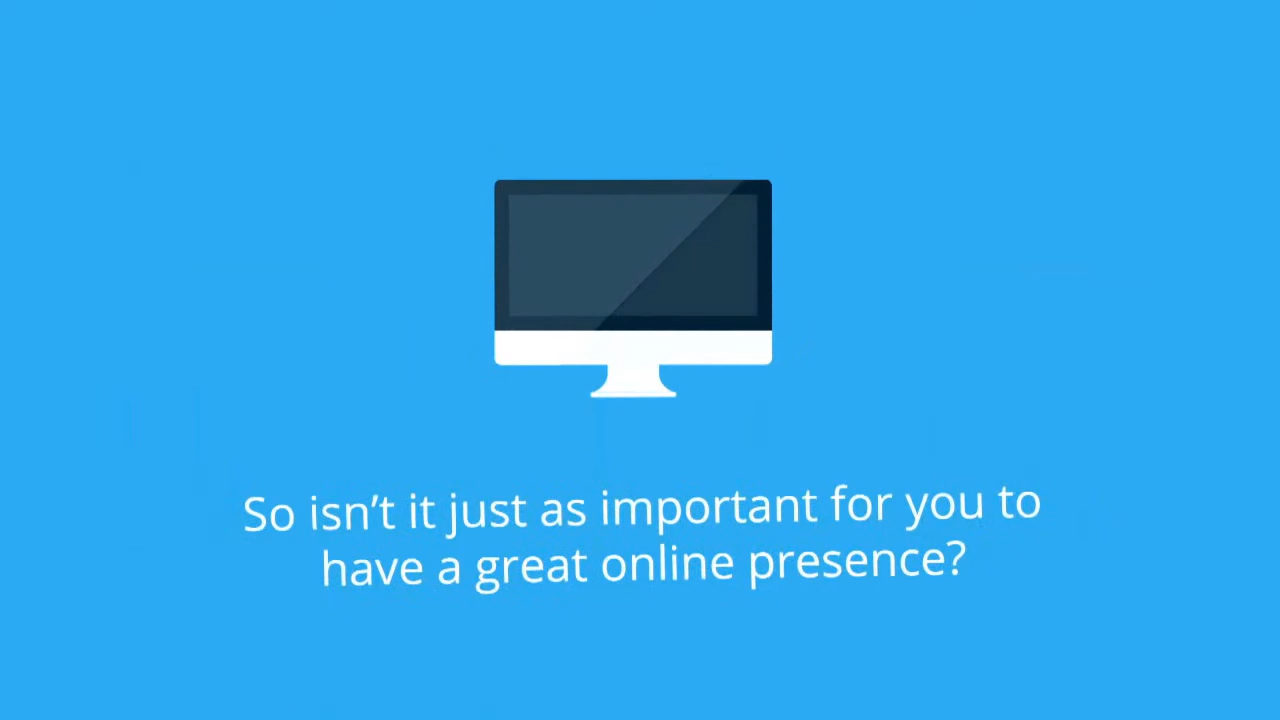 So isn’t it just as important for you to
have a great online presence?